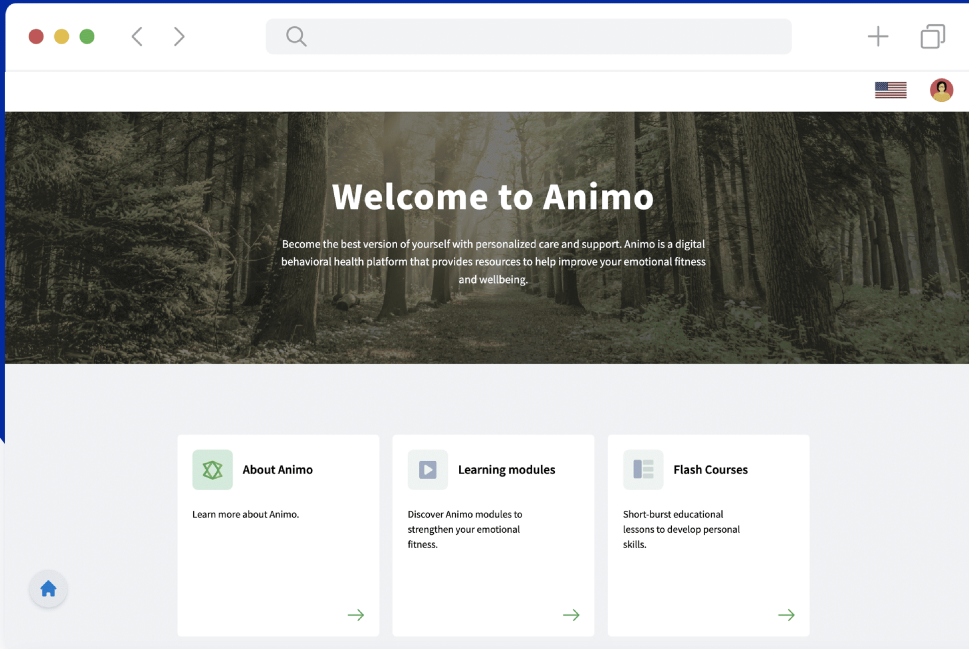 Welcome to Animo
Become the best version of yourself with personalized care and support. Animo is a digital
behavioral health platform that provides resources to help improve your emotional fitness
and wellbeing.
About Animo
Learn more about Animo.
Learning modules
Discover Animo modules to
strengthen your emotional
fitness.
Flash Courses
Short-burst educational
lessons to develop personal
skills.